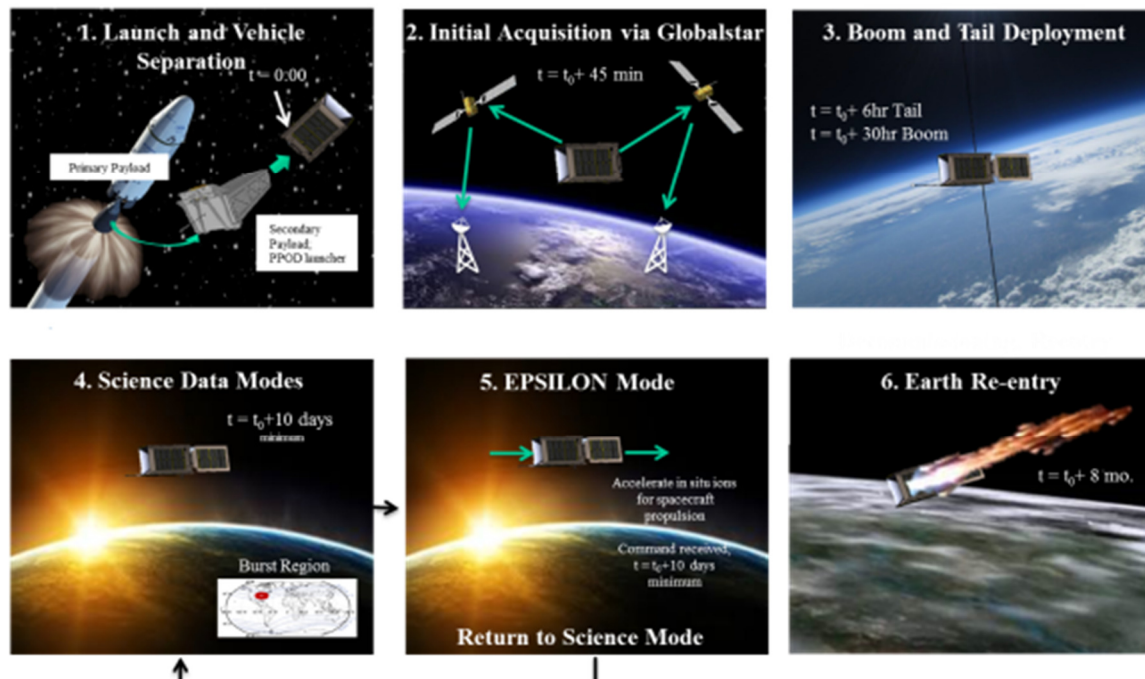 1. Launch and Vehicle
Separation
t = 0:00
Primary Payload
Secondary
Payload,
PPOD launcher
2. Initial Acquisition via Globalstar
t = t₀+ 45 min
3. Boom and Tail Deployment
t = t₀+ 6hr Tail
t = t₀+ 30hr Boom
4. Science Data Modes
t = t₀+10 days
minimum
Burst Region
5. EPSILON Mode
Accelerate in situ ions
for spacecraft
propulsion
Command received,
t = t₀+10 days
minimum
Return to Science Mode
6. Earth Re-entry
t = t₀+ 8 mo.